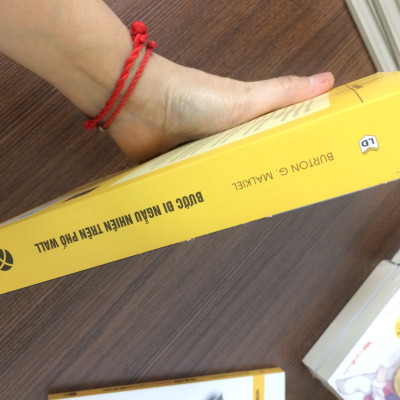 BƯỚC ĐI NGẪU NHIÊN TRÊN PHỐ WALL
BURTON G. MALKIEL
LD